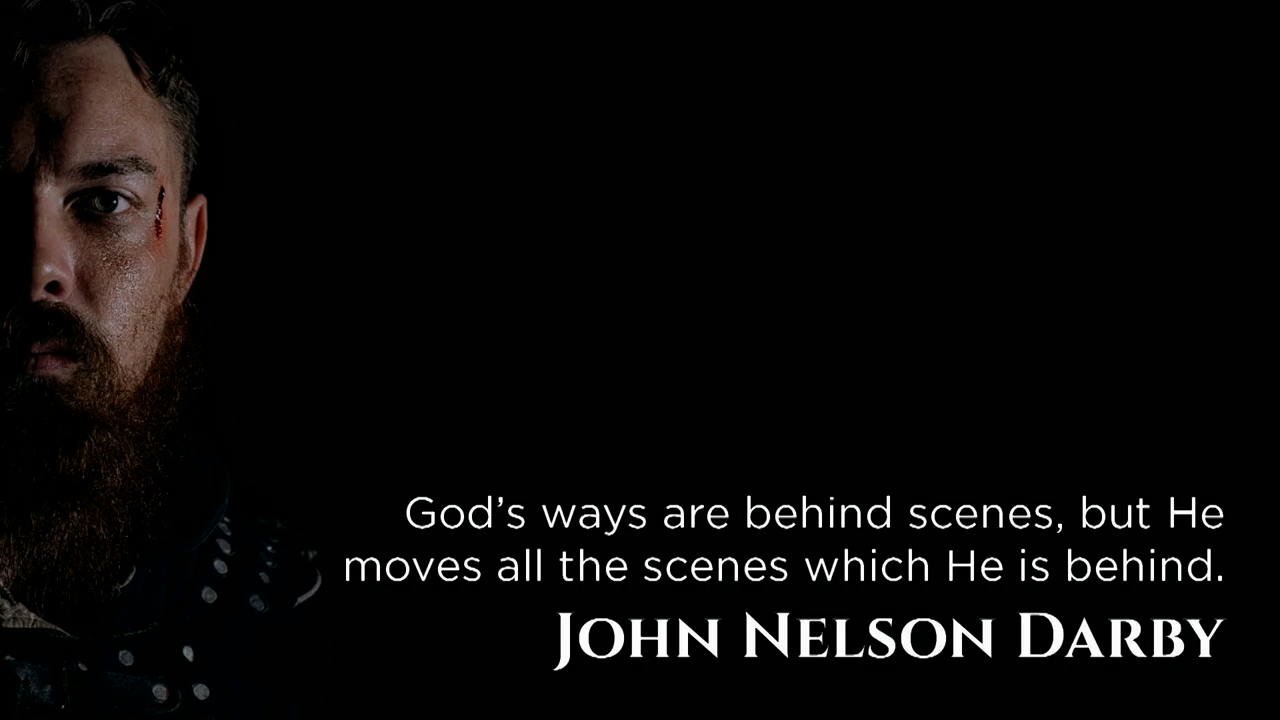 God’s ways are behind scenes, but He
moves all the scenes which He is behind.
John Nelson Darby